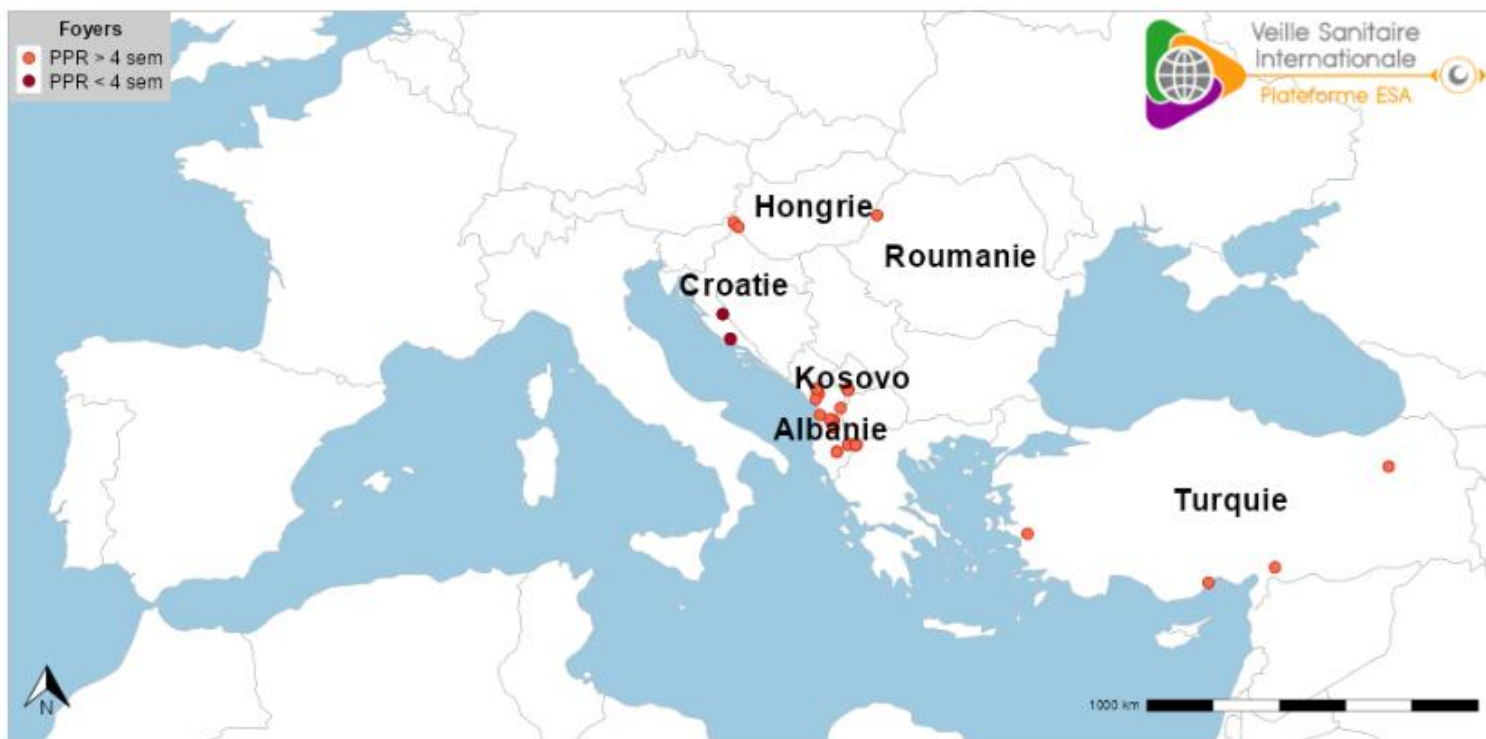 Foyers
PPR > 4 sem
PPR < 4 sem
Veille Sanitaire
Internationale
Plateforme ESA
Hongrie
Roumanie
Croatie
Kosovo
Albanie
Turquie
N
1000 km